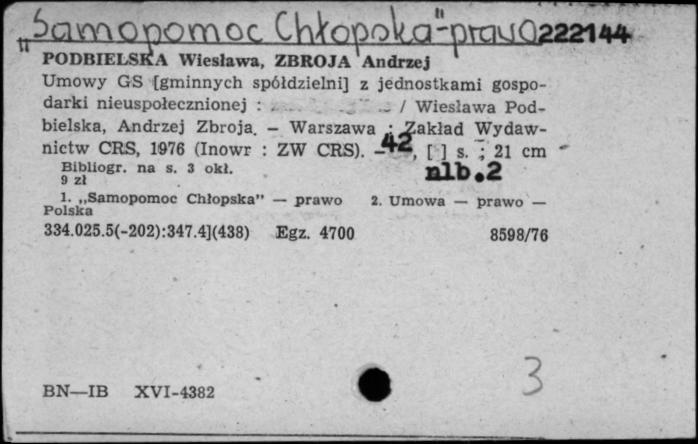 „Samopomoc Chłopska"-prawo 222144
PODBIELSKA Wiesława, ZBROJA Andrzej
Umowy GS [gminnych spółdzielni] z jednostkami gospo-
darki nieuspołecznionej : / Wiesława Pod-
bielska, Andrzej Zbroja. — Warszawa : Zakład Wydaw-
nictw CRS, 1976 (Inowr : ZW CRS). — 42, [ ] s. ; 21 cm
nlb.2
Bibliogr. na s. 3 okł.
9 zł
1. „Samopomoc Chłopska” — prawo 2. Umowa — prawo —
Polska
334.025.5(-202):347.4](438) Egz. 4700 8598/76
3
BN—IB XVI-4382